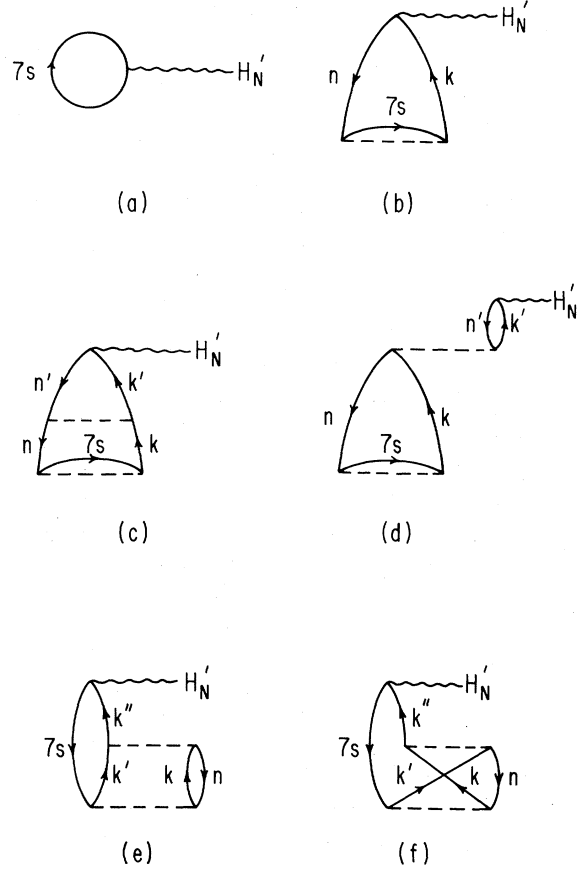 7s H_N'
(a)
H_N'
n k
7s
(b)
H_N'
n' k'
n 7s k
(c)
H_N'
n' k'
n k
7s
(d)
H_N'
k"
7s
k' k n
(e)
H_N'
k"
7s
k' k n
(f)